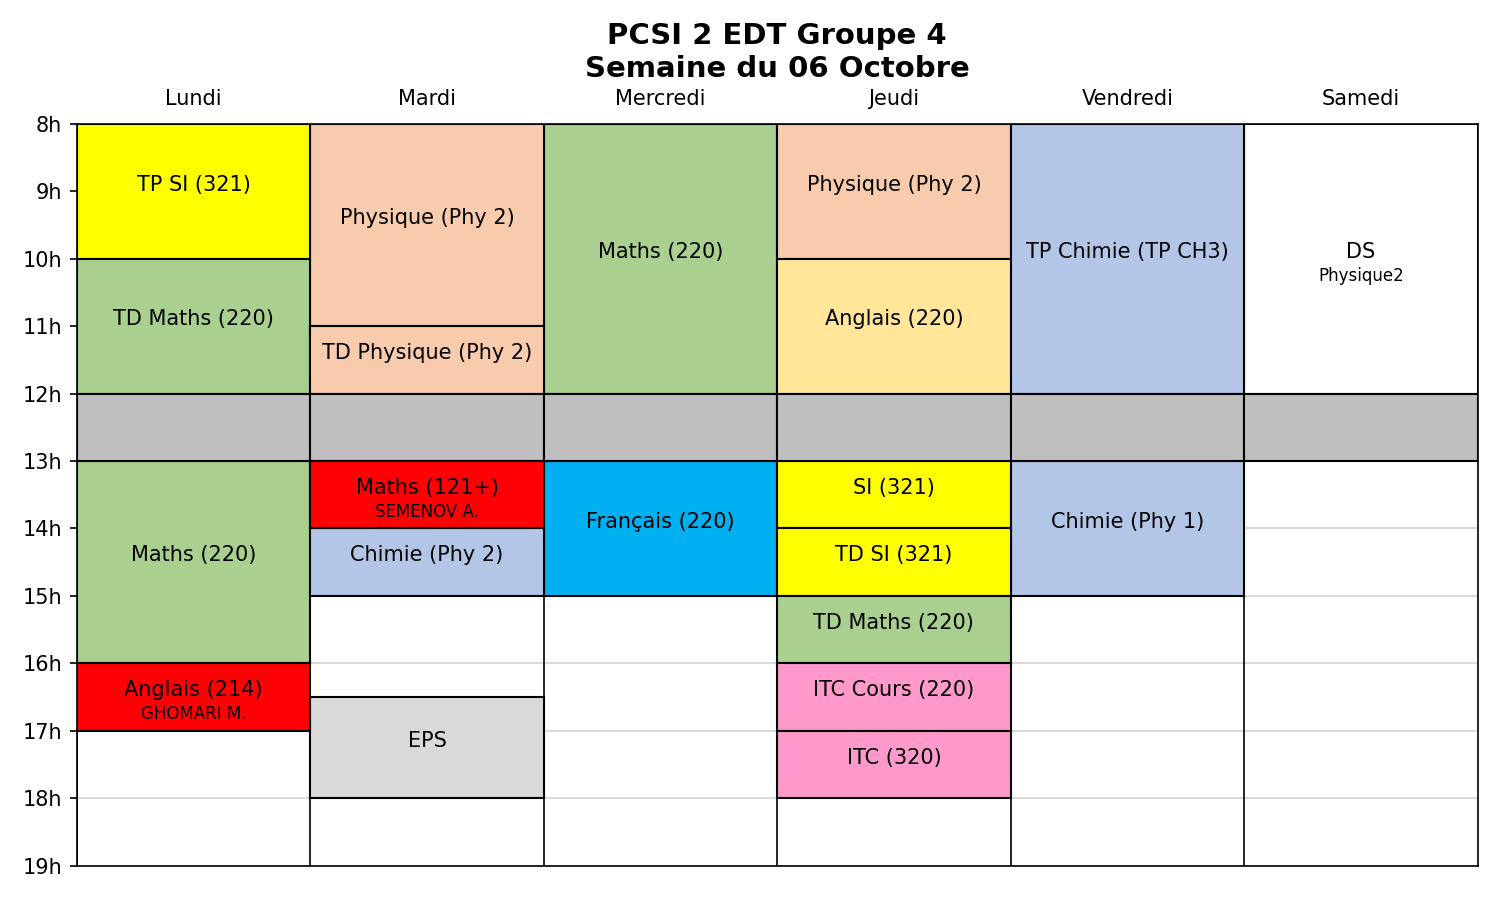 PCSI 2 EDT Groupe 4
Semaine du 06 Octobre
Lundi
Mardi
Mercredi
Jeudi
Vendredi
Samedi
8h
9h
10h
11h
12h
13h
14h
15h
16h
17h
18h
19h
TP SI (321)
TD Maths (220)
Maths (220)
Anglais (214)
GHOMARI M.
Physique (Phy 2)
TD Physique (Phy 2)
Maths (121+)
SEMENOV A.
Chimie (Phy 2)
EPS
Maths (220)
Français (220)
Physique (Phy 2)
Anglais (220)
SI (321)
TD SI (321)
TD Maths (220)
ITC Cours (220)
ITC (320)
TP Chimie (TP CH3)
Chimie (Phy 1)
DS
Physique2